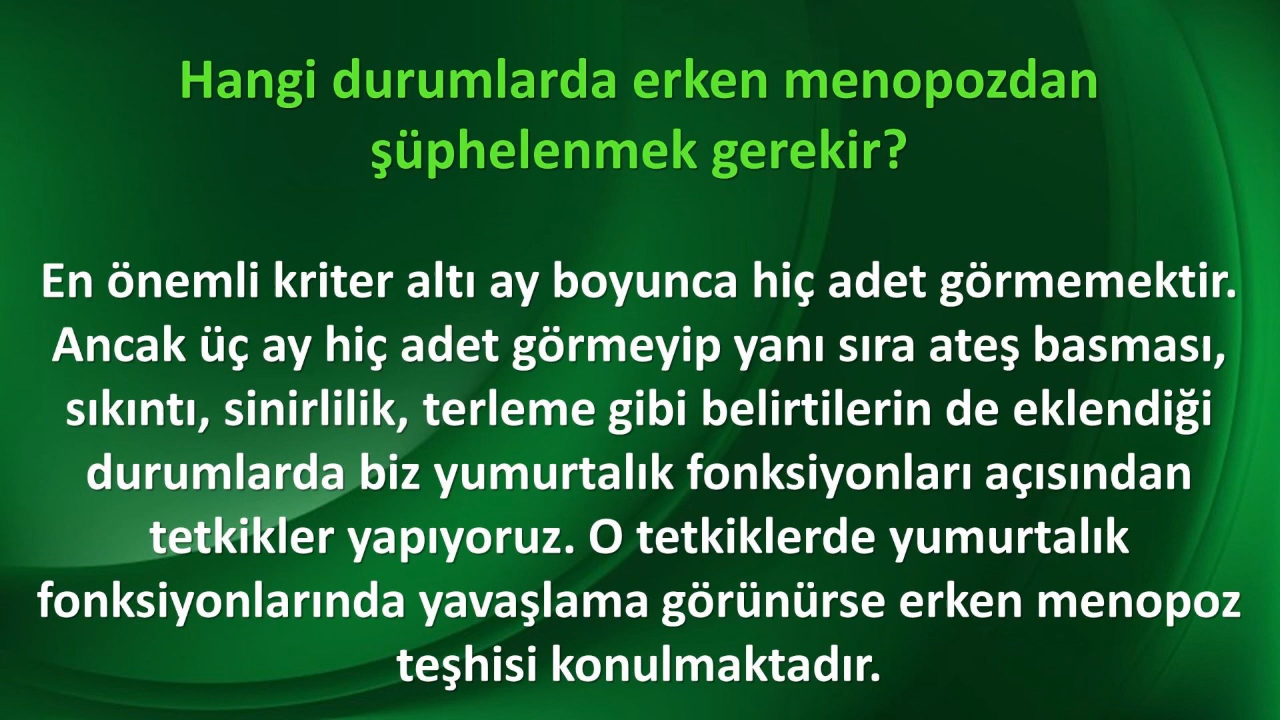 Hangi durumlarda erken menopozdan
şüphelenmek gerekir?
En önemli kriter altı ay boyunca hiç adet görmemektir.
Ancak üç ay hiç adet görmeyip yanı sıra ateş basması,
sıkıntı, sinirlilik, terleme gibi belirtilerin de eklendiği
durumlarda biz yumurtalık fonksiyonları açısından
tetkikler yapıyoruz. O tetkiklerde yumurtalık
fonksiyonlarında yavaşlama görünürse erken menopoz
teşhisi konulmaktadır.